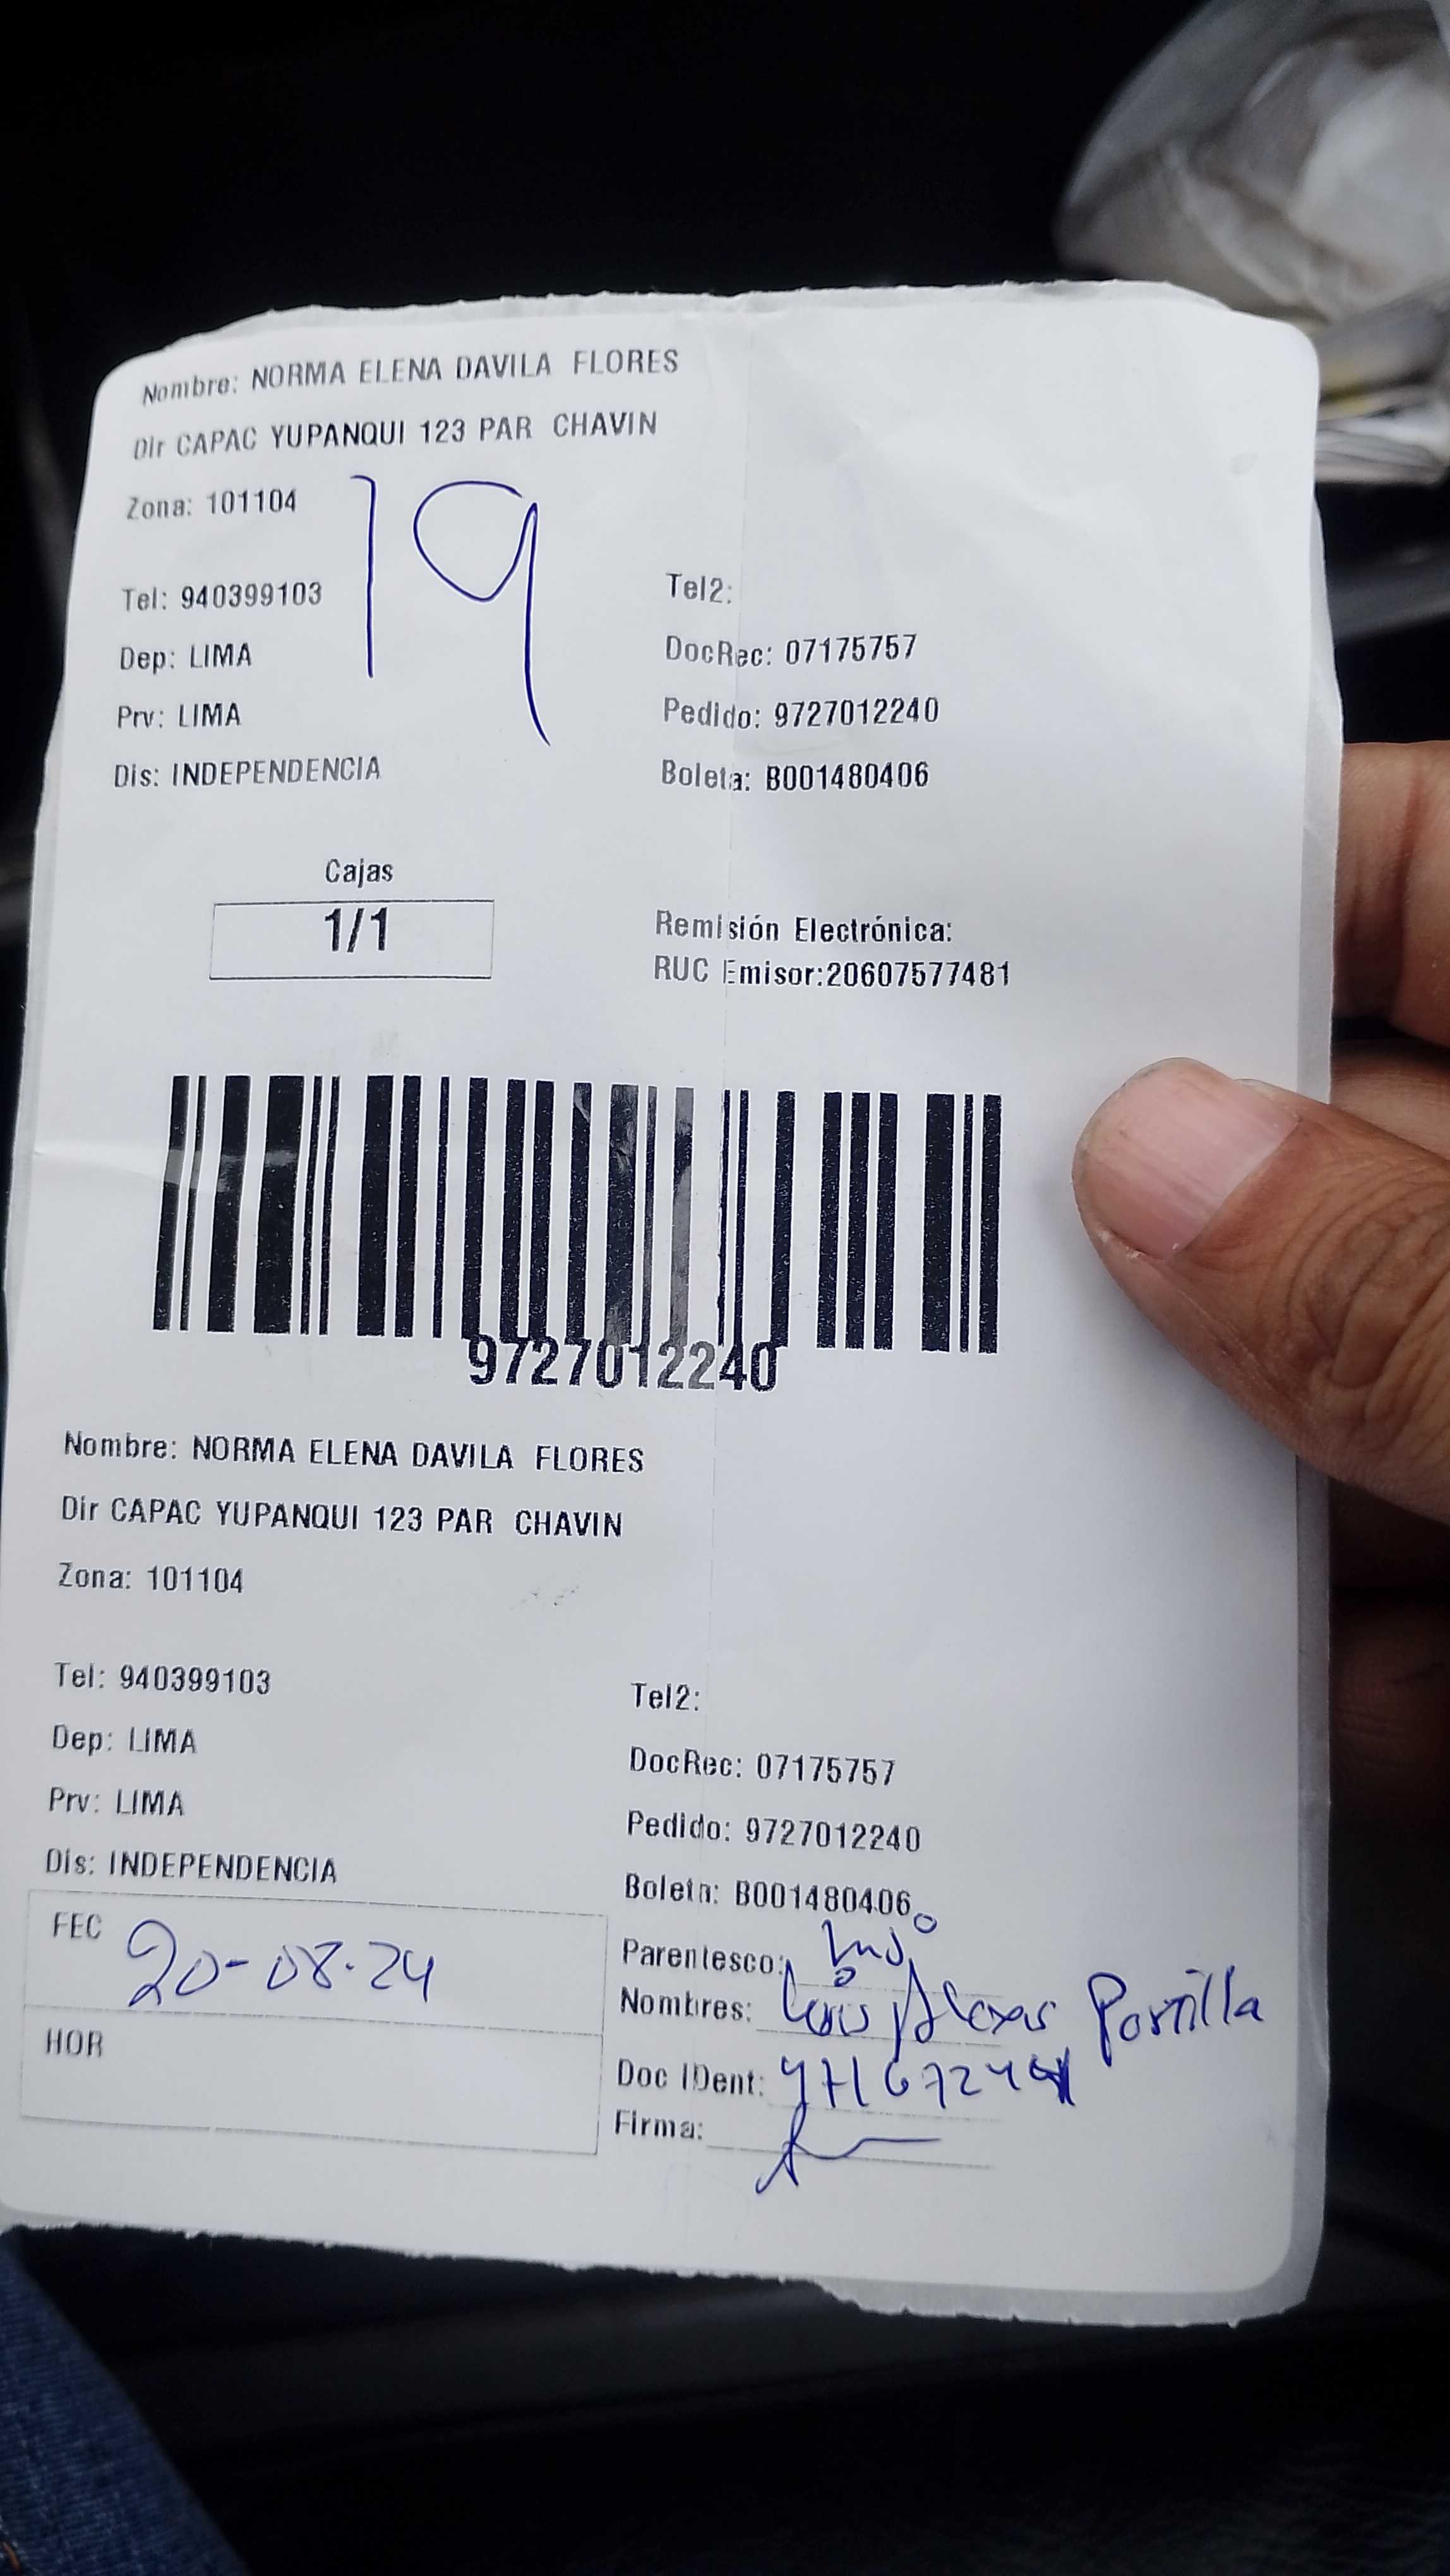 Nombre: NORMA ELENA DAVILA FLORES
Dir CAPAC YUPANQUI 123 PAR CHAVIN
Zona: 101104
19
Tel: 940399103
Tel2:
Dep: LIMA
DocRec: 07175757
Prv: LIMA
Pedido: 9727012240
Dis: INDEPENDENCIA
Boleta: B001480406
Cajas
1/1
Remisión Electrónica:
RUC Emisor:20607577481
9727012240
Nombre: NORMA ELENA DAVILA FLORES
Dir CAPAC YUPANQUI 123 PAR CHAVIN
Zona: 101104
Tel: 940399103
Tel2:
Dep: LIMA
DocRec: 07175757
Prv: LIMA
Pedido: 9727012240
Dis: INDEPENDENCIA
Boleta: B001480406
FEC 20-08-24
Parentesco:
Nombres: Portilla
HOR
Doc IDent:
Firma: